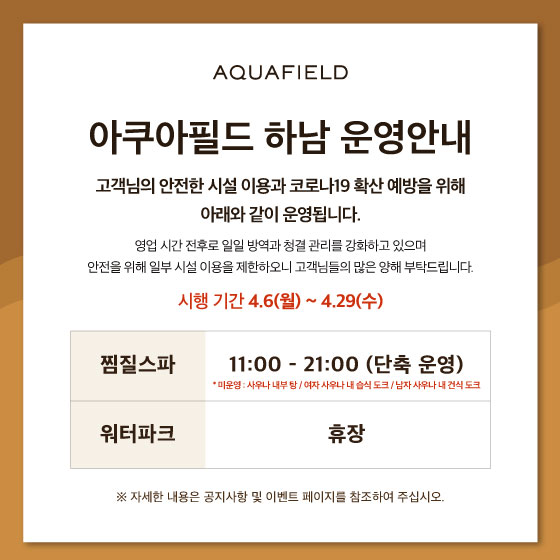 AQUAFIELD
아쿠아필드 하남 운영안내
고객님의 안전한 시설 이용과 코로나19 확산 예방을 위해
아래와 같이 운영됩니다.
영업 시간 전후로 일일 방역과 청결 관리를 강화하고 있으며
안전을 위해 일부 시설 이용을 제한하오니 고객님들의 많은 양해 부탁드립니다.
시행 기간 4.6(월) ~ 4.29(수)
찜질스파
11:00 - 21:00 (단축 운영)
* 미운영 : 사우나 내부 탕 / 여자 사우나 내 습식 도크 / 남자 사우나 내 건식 도크
워터파크
휴장
※ 자세한 내용은 공지사항 및 이벤트 페이지를 참조하여 주십시오.